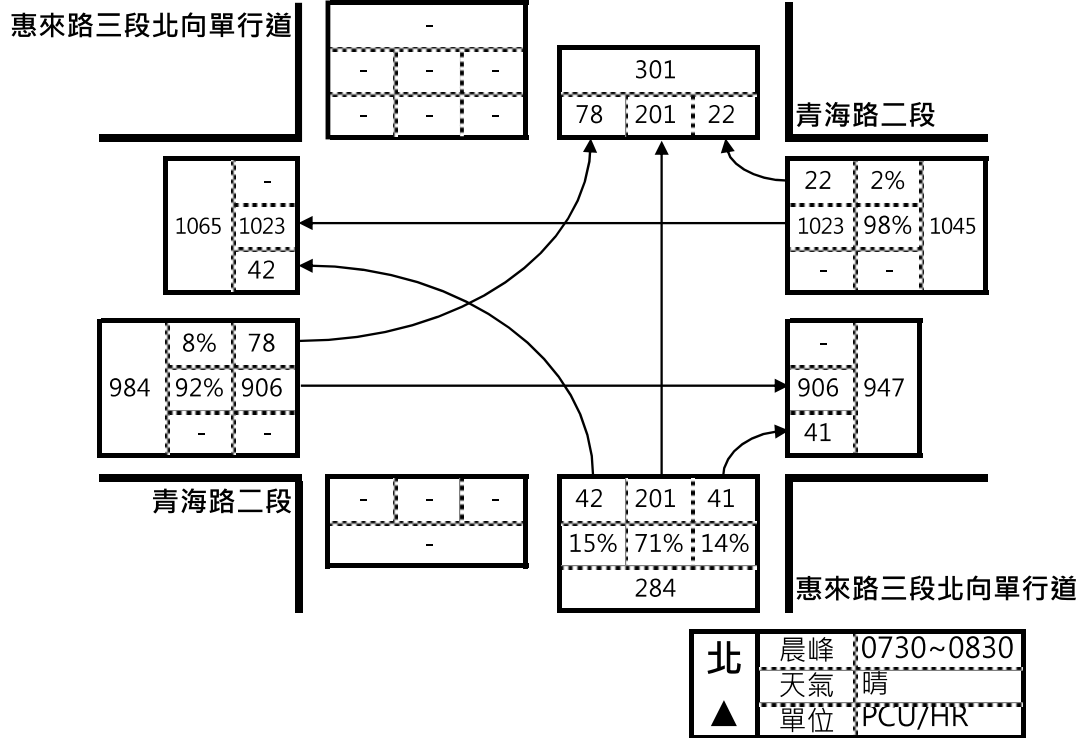 惠來路三段北向單行道
-
- - -
- - -
301
78 201 22
青海路二段
-
1065 1023
42
22 2%
1023 98% 1045
- -
8% 78
984 92% 906
- -
-
906 947
41
青海路二段
- - -
-
42 201 41
15% 71% 14%
284
惠來路三段北向單行道
北
▲
晨峰 0730~0830
天氣 晴
單位 PCU/HR